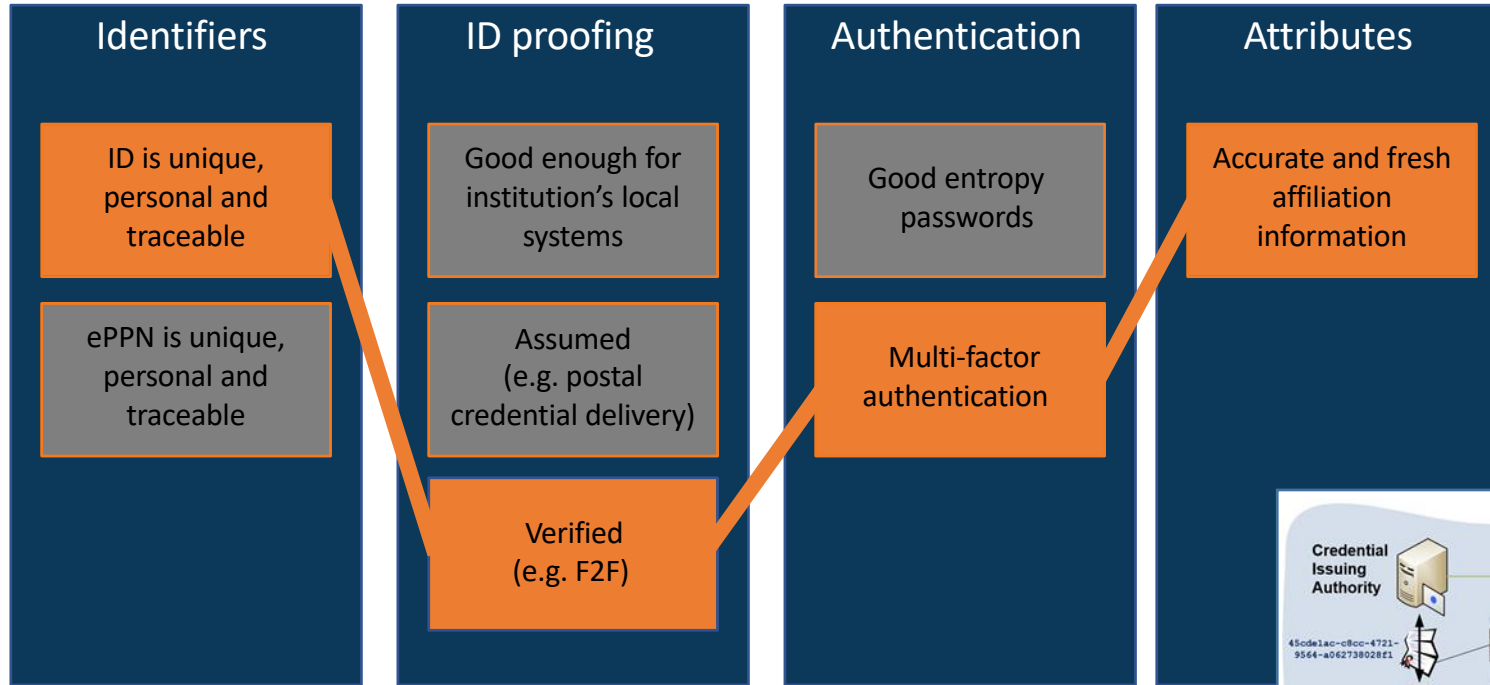 Identifiers
ID is unique,
personal and
traceable
ePPN is unique,
personal and
traceable
ID proofing
Good enough for
institution’s local
systems
Assumed
(e.g. postal
credential delivery)
Verified
(e.g. F2F)
Authentication
Good entropy
passwords
Multi-factor
authentication
Attributes
Accurate and fresh
affiliation
information
Credential
Issuing
Authority
45cde1ac-c8cc-4721-
9564-a062738028f1